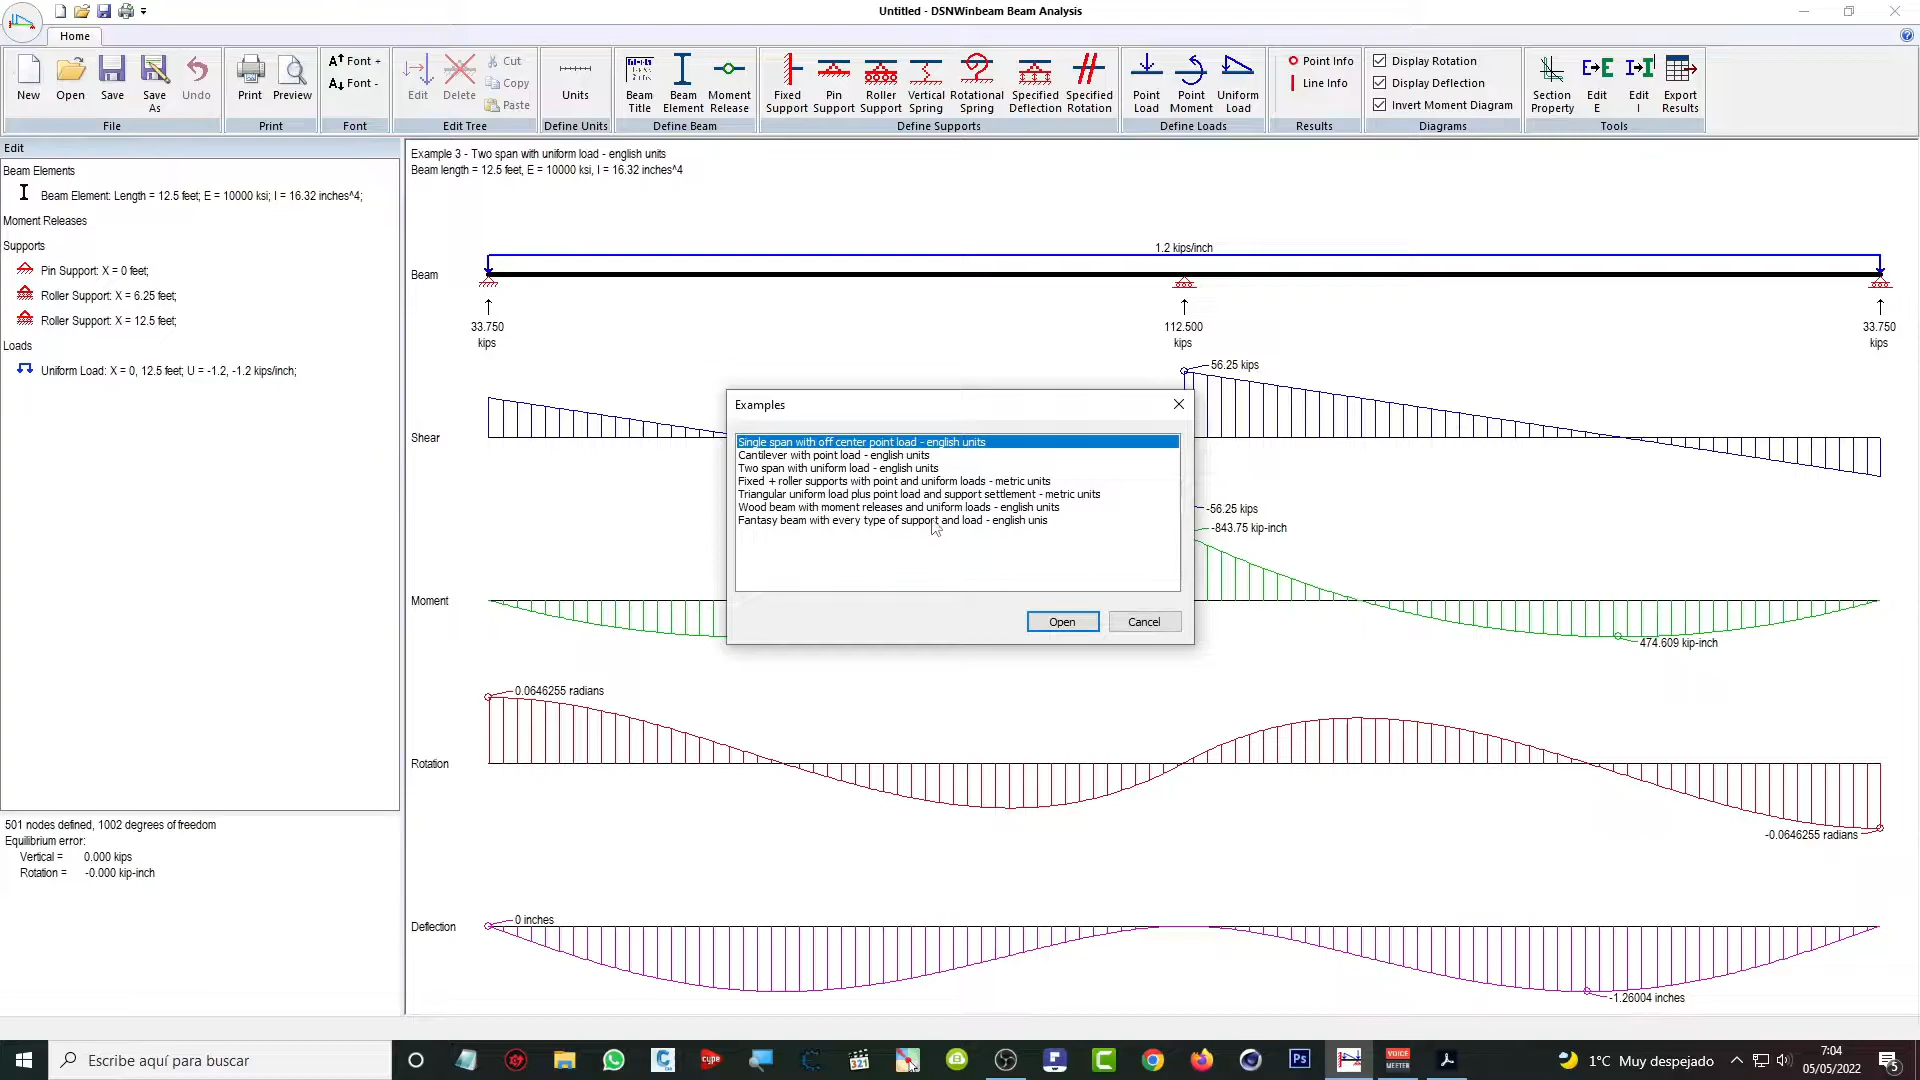 Untitled - DSNWinbeam Beam Analysis
Home
New
Open
Save
Save As
Undo
File
Print
Preview
Print
Font +
Font -
Font
Edit
Delete
Cut
Copy
Paste
Edit Tree
Units
Define Units
Beam Title
Beam Element
Moment Release
Define Beam
Fixed Support
Pin Support
Roller Support
Vertical Spring
Rotational Spring
Specified Deflection
Specified Rotation
Define Supports
Point Load
Point Moment
Uniform Load
Define Loads
Point Info
Line Info
Results
Display Rotation
Display Deflection
Invert Moment Diagram
Diagrams
Section Property
Edit E
Edit I
Export Results
Tools
Edit
Beam Elements
Beam Element: Length = 12.5 feet; E = 10000 ksi; I = 16.32 inches^4;
Moment Releases
Supports
Pin Support: X = 0 feet;
Roller Support: X = 6.25 feet;
Roller Support: X = 12.5 feet;
Loads
Uniform Load: X = 0, 12.5 feet; U = -1.2, -1.2 kips/inch;
501 nodes defined, 1002 degrees of freedom
Equilibrium error:
Vertical = 0.000 kips
Rotation = -0.000 kip-inch
Example 3 - Two span with uniform load - english units
Beam length = 12.5 feet, E = 10000 ksi, I = 16.32 inches^4
1.2 kips/inch
Beam
33.750 kips
112.500 kips
33.750 kips
56.25 kips
Shear
-56.25 kips
-843.75 kip-inch
Moment
474.609 kip-inch
0.0646255 radians
Rotation
-0.0646255 radians
0 inches
Deflection
-1.26004 inches
Examples
Single span with off center point load - english units
Cantilever with point load - english units
Two span with uniform load - english units
Fixed + roller supports with point and uniform loads - metric units
Triangular uniform load plus point load and support settlement - metric units
Wood beam with moment releases and uniform loads - english units
Fantasy beam with every type of support and load - english unis
Open
Cancel
Escribe aquí para buscar
cype
321
Ps
VOICE MEETER
1°C Muy despejado
7:04
05/05/2022
5